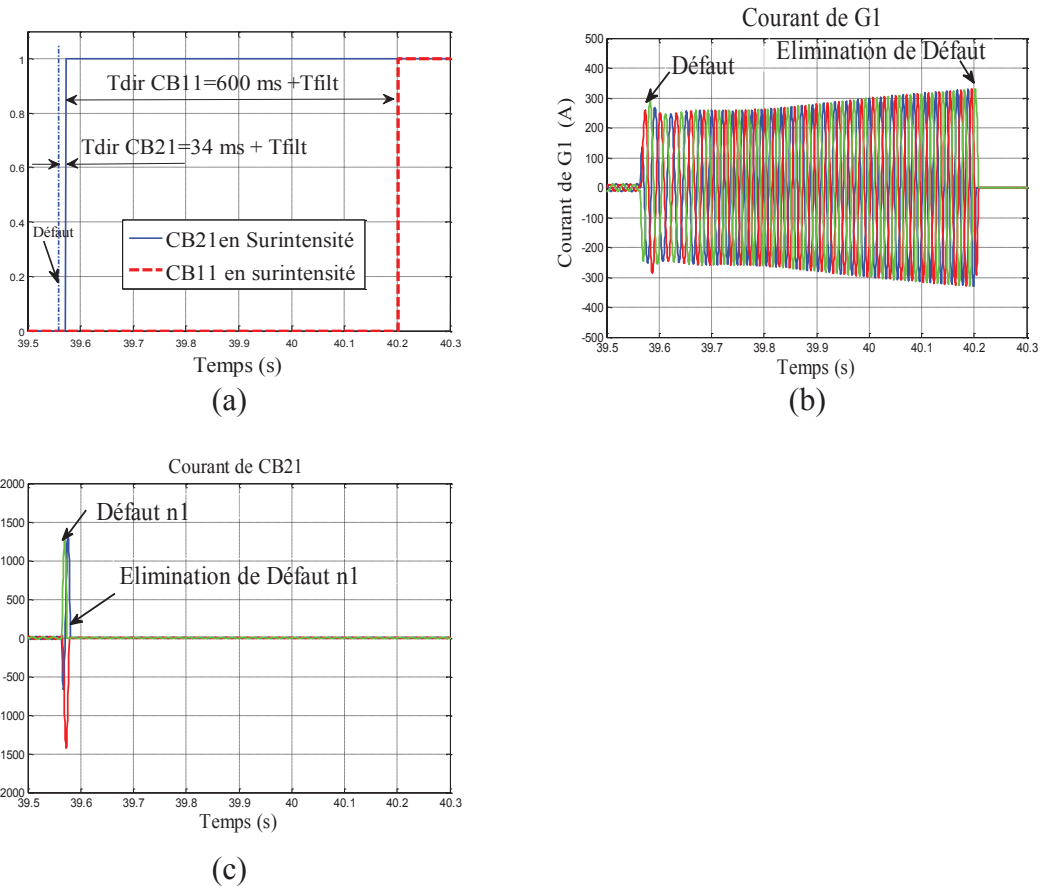 1
0.8
0.6
0.4
0.2
0
Tdir CB11=600 ms +Tfilt
Tdir CB21=34 ms + Tfilt
Défaut
CB21en Surintensité
CB11 en surintensité
39.5 39.6 39.7 39.8 39.9 40 40.1 40.2 40.3
Temps (s)
(a)
Courant de G1
500
400
300
200
100
0
-100
-200
-300
-400
-500
Courant de G1 (A)
Défaut
Elimination de Défaut
39.5 39.6 39.7 39.8 39.9 40 40.1 40.2 40.3
Temps (s)
(b)
Courant de CB21
2000
1500
1000
500
0
-500
1000
1500
2000
Défaut n1
Elimination de Défaut n1
39.5 39.6 39.7 39.8 39.9 40 40.1 40.2 40.3
Temps (s)
(c)